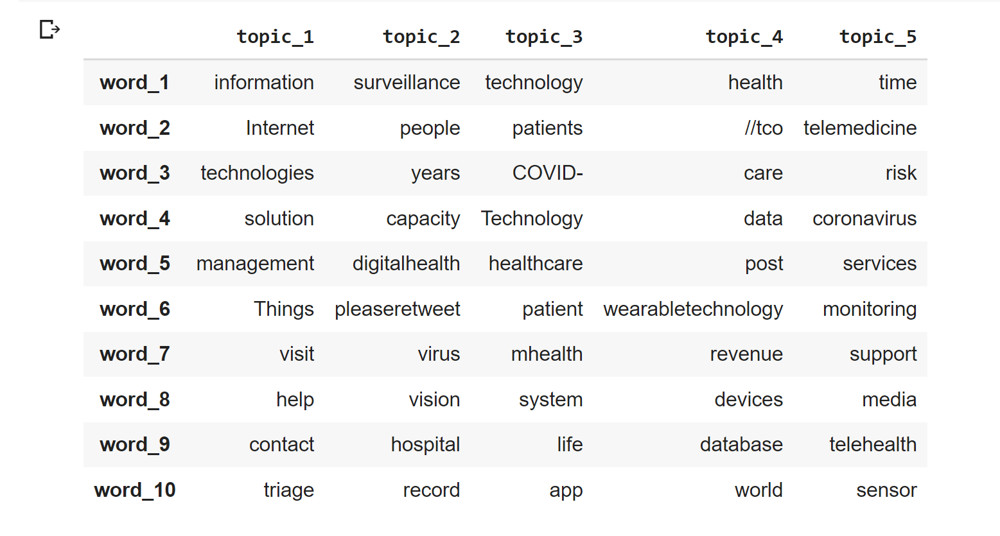 topic_1 topic_2 topic_3 topic_4 topic_5
word_1 information surveillance technology health time
word_2 Internet people patients //tco telemedicine
word_3 technologies years COVID- care risk
word_4 solution capacity Technology data coronavirus
word_5 management digitalhealth healthcare post services
word_6 Things pleaseretweet patient wearabletechnology monitoring
word_7 visit virus mhealth revenue support
word_8 help vision system devices media
word_9 contact hospital life database telehealth
word_10 triage record app world sensor